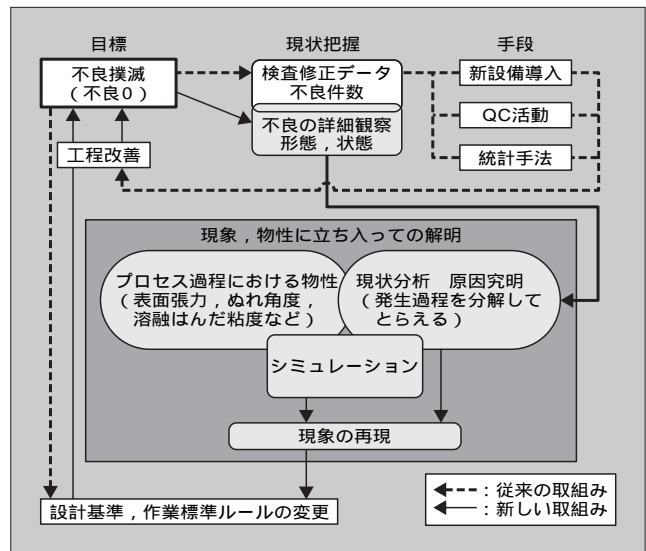 目標
現状把握
手段
不良撲滅
(不良0)
検査修正データ
不良件数
不良の詳細観察
形態,状態
新設備導入
QC活動
統計手法
工程改善
現象,物性に立ち入っての解明
プロセス過程における物性
(表面張力,ぬれ角度,
溶融はんだ粘度など)
現状分析 原因究明
(発生過程を分解して
とらえる)
シミュレーション
現象の再現
設計基準,作業標準ルールの変更
:従来の取組み
:新しい取組み